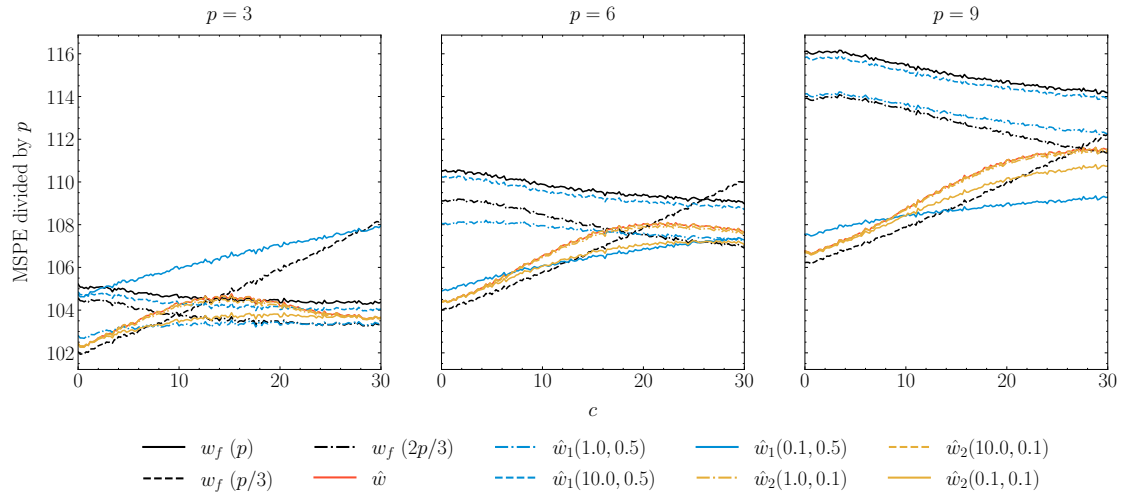 p = 3
p = 6
p = 9
MSPE divided by p
116
114
112
110
108
106
104
102
0 10 20 30
0 10 20 30
0 10 20 30
c
w_f (p)
w_f (2p/3)
ŵ_1(1.0, 0.5)
ŵ_1(0.1, 0.5)
ŵ_2(10.0, 0.1)
w_f (p/3)
ŵ
ŵ_1(10.0, 0.5)
ŵ_2(1.0, 0.1)
ŵ_2(0.1, 0.1)